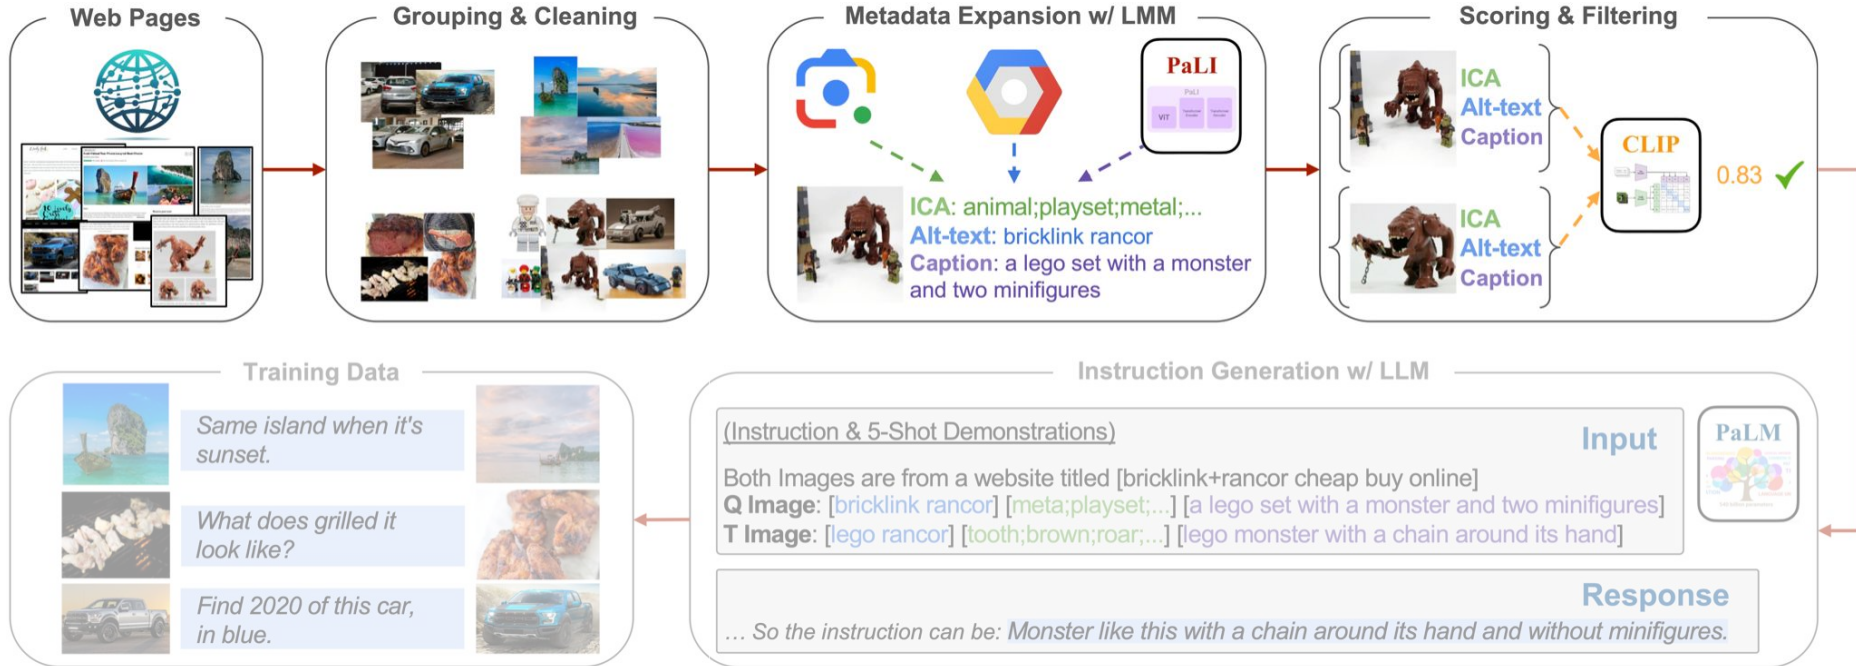 Web Pages
Grouping & Cleaning
Metadata Expansion w/ LMM
Scoring & Filtering
PaLI
PaLI
ViT
ICA: animal;playset;metal;...
Alt-text: bricklink rancor
Caption: a lego set with a monster
and two minifigures
ICA
Alt-text
Caption
ICA
Alt-text
Caption
CLIP
0.83
Training Data
Same island when it's
sunset.
What does grilled it
look like?
Find 2020 of this car,
in blue.
Instruction Generation w/ LLM
(Instruction & 5-Shot Demonstrations)
Input
Both Images are from a website titled [bricklink+rancor cheap buy online]
Q Image: [bricklink rancor] [meta;playset;...] [a lego set with a monster and two minifigures]
T Image: [lego rancor] [tooth;brown;roar;...] [lego monster with a chain around its hand]
PaLM
Response
... So the instruction can be: Monster like this with a chain around its hand and without minifigures.